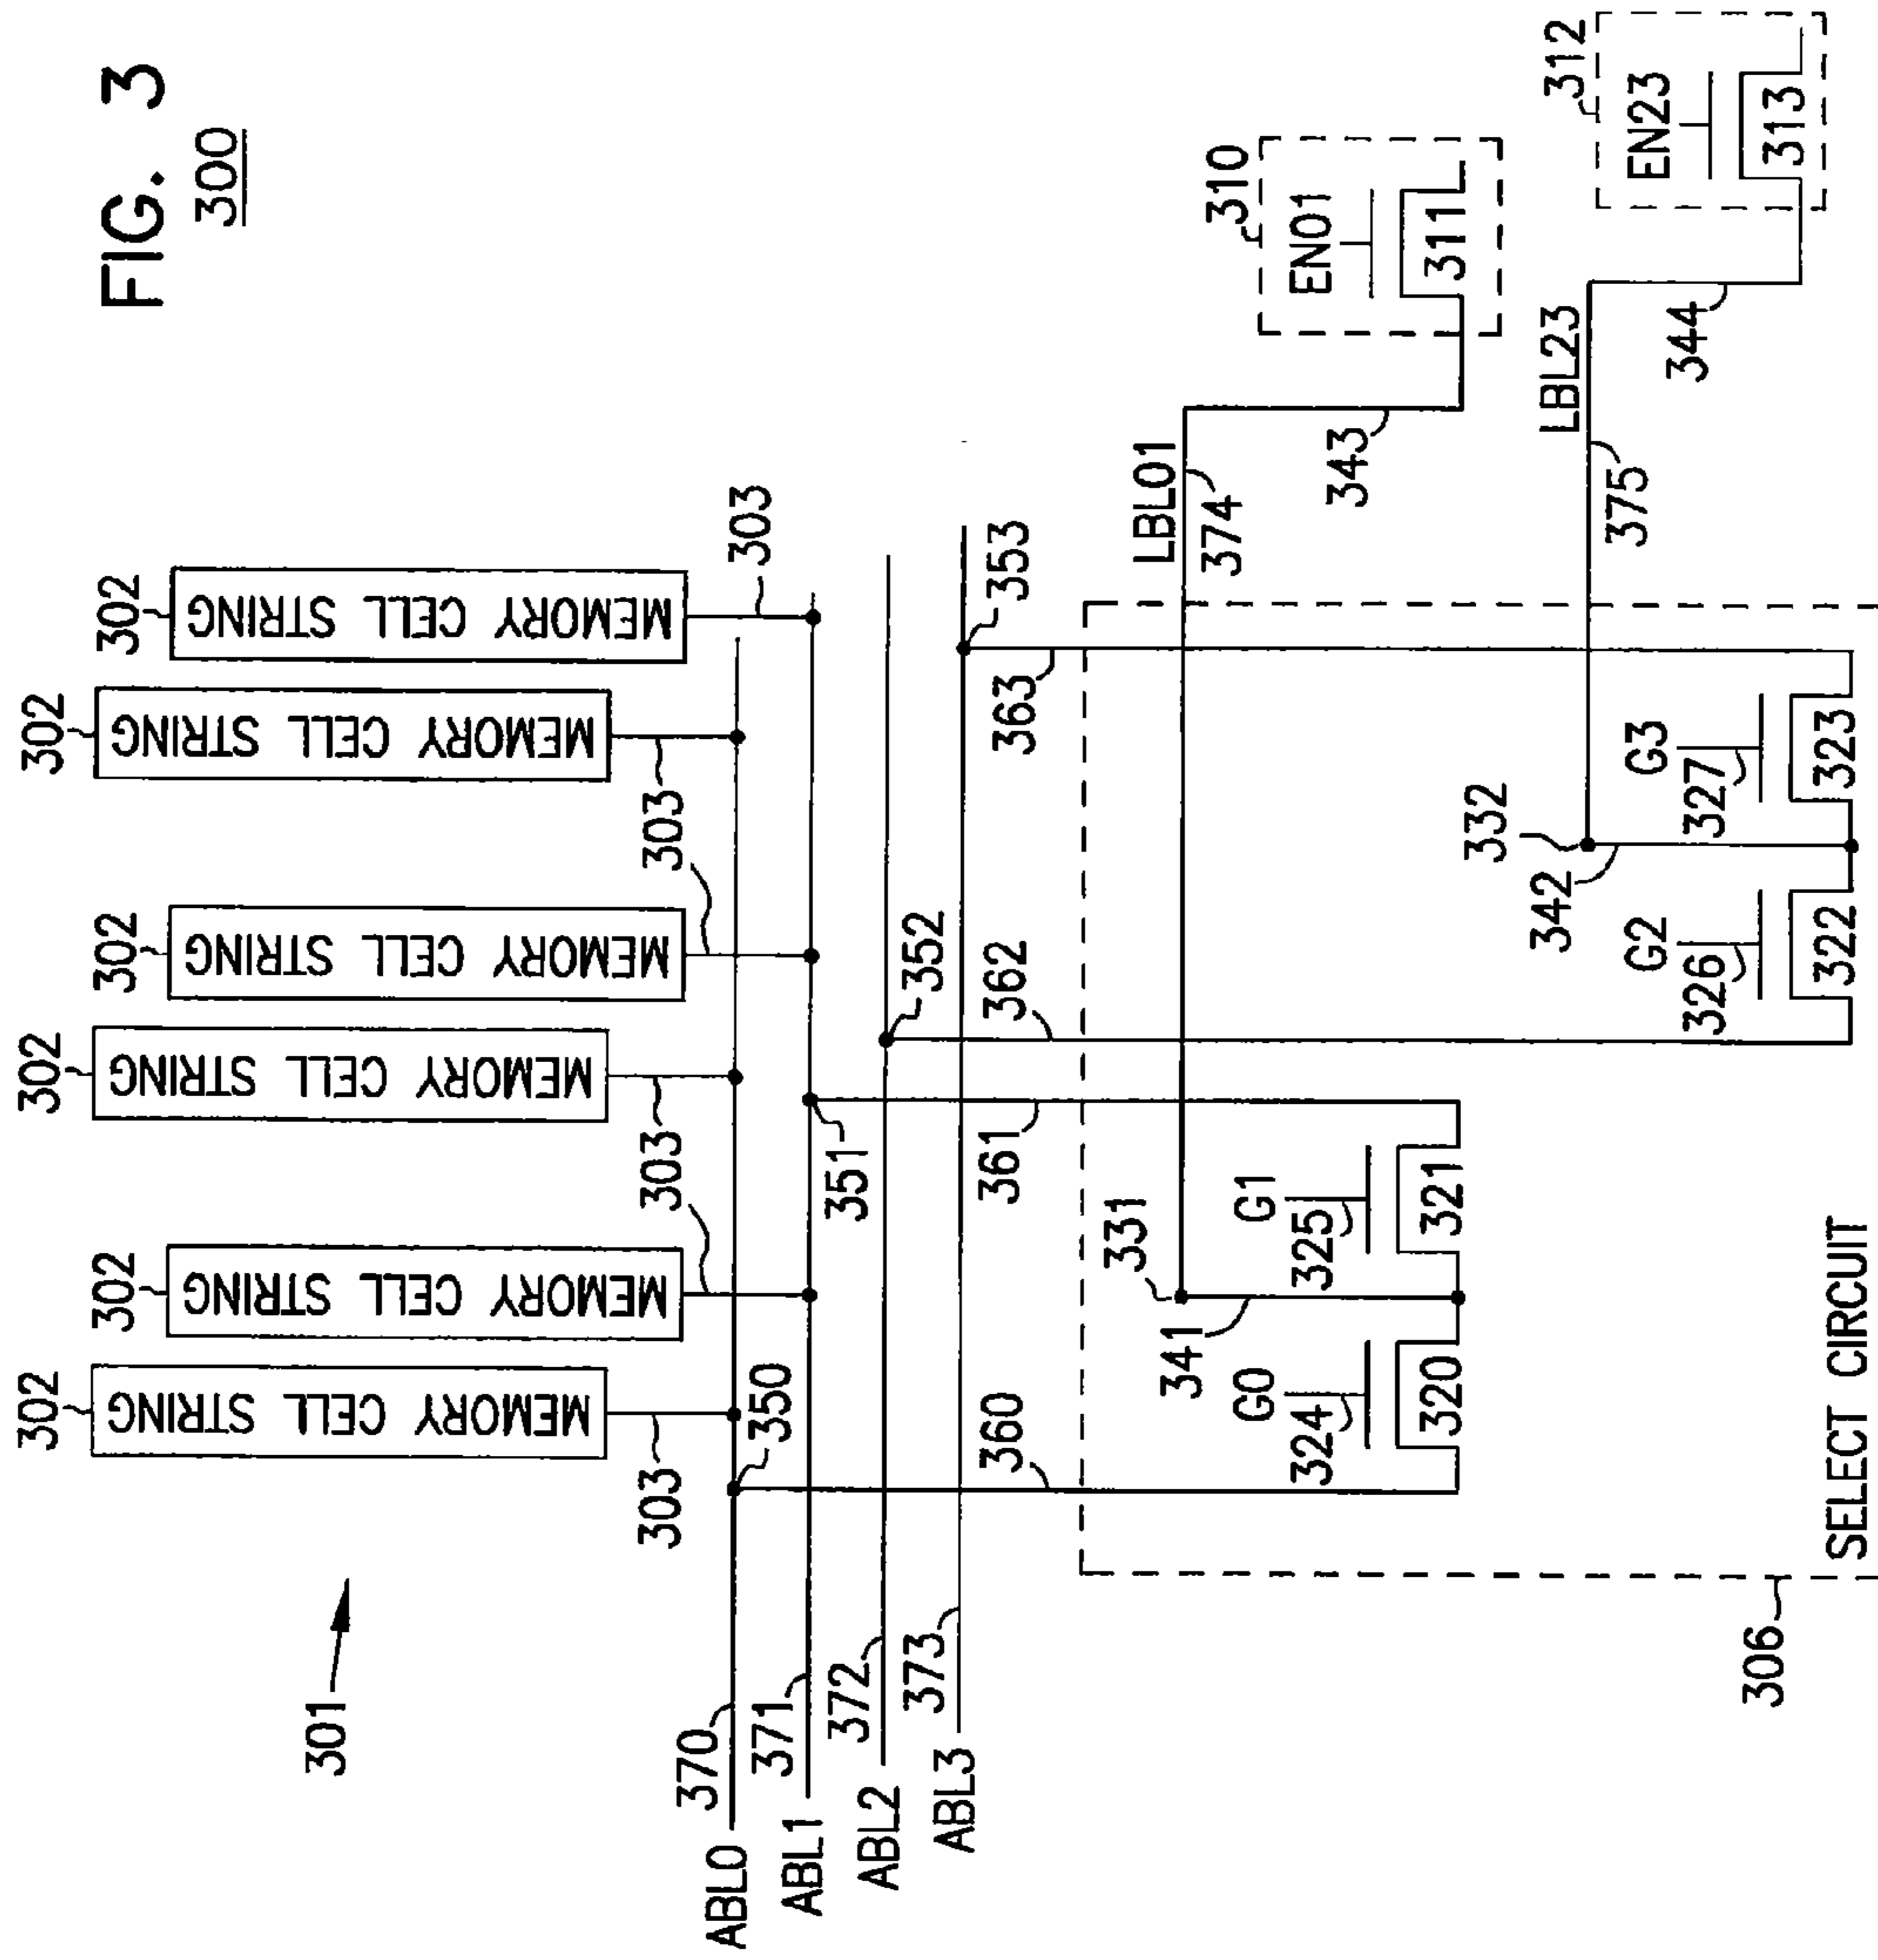 FIG. 3
300
301
302
302
302
302
302
302
MEMORY CELL STRING
MEMORY CELL STRING
MEMORY CELL STRING
MEMORY CELL STRING
MEMORY CELL STRING
MEMORY CELL STRING
303
303
303
303
ABL0 370
ABL1 371
ABL2 372
ABL3 373
350
351
352
353
360
361
362
363
LBL01
374
343
310
EN01
311
331
341
G0
324
320
G1
325
321
LBL23
375
344
312
EN23
313
332
342
G2
326
322
G3
327
323
306
SELECT CIRCUIT